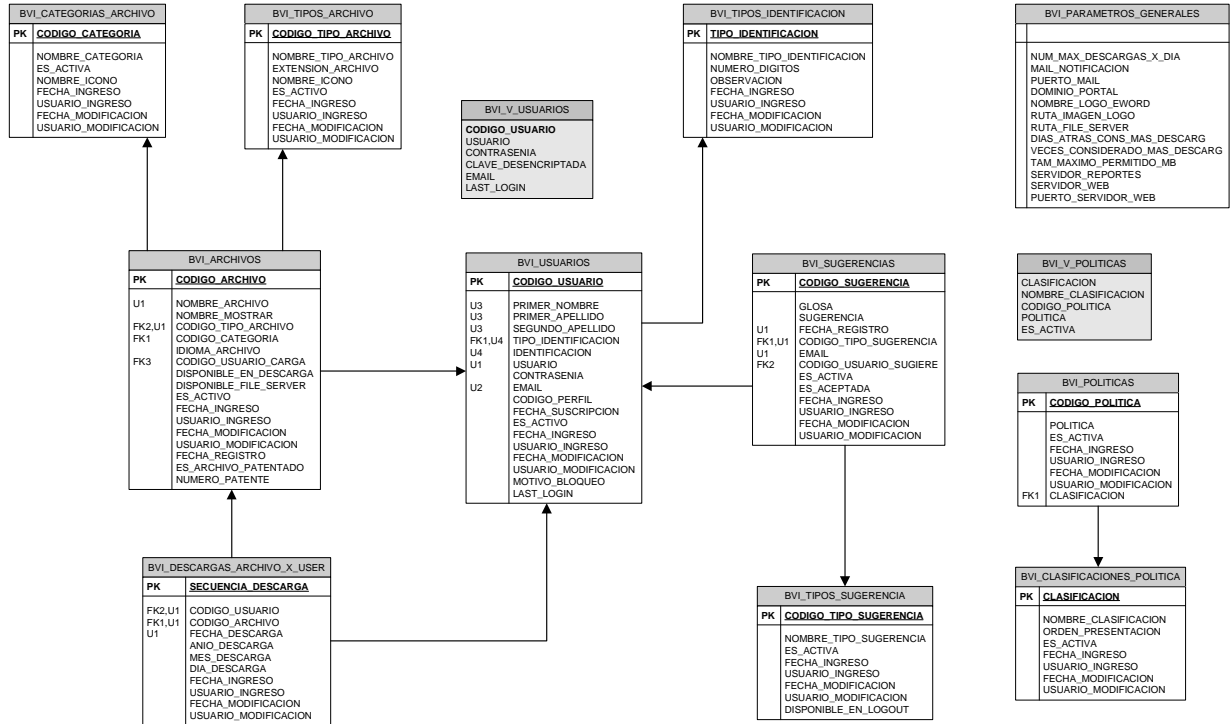 BVI_CATEGORIAS_ARCHIVO
PK CODIGO_CATEGORIA
NOMBRE_CATEGORIA
ES_ACTIVA
NOMBRE_ICONO
FECHA_INGRESO
USUARIO_INGRESO
FECHA_MODIFICACION
USUARIO_MODIFICACION
BVI_TIPOS_ARCHIVO
PK CODIGO_TIPO_ARCHIVO
NOMBRE_TIPO_ARCHIVO
EXTENSION_ARCHIVO
NOMBRE_ICONO
ES_ACTIVO
FECHA_INGRESO
USUARIO_INGRESO
FECHA_MODIFICACION
USUARIO_MODIFICACION
BVI_V_USUARIOS
CODIGO_USUARIO
USUARIO
CONTRASENIA
CLAVE_DESENCRIPTADA
EMAIL
LAST_LOGIN
BVI_TIPOS_IDENTIFICACION
PK TIPO_IDENTIFICACION
NOMBRE_TIPO_IDENTIFICACION
NUMERO_DIGITOS
OBSERVACION
FECHA_INGRESO
USUARIO_INGRESO
FECHA_MODIFICACION
USUARIO_MODIFICACION
BVI_PARAMETROS_GENERALES
NUM_MAX_DESCARGAS_X_DIA
MAIL_NOTIFICACION
PUERTO_MAIL
DOMINIO_PORTAL
NOMBRE_LOGO_EWORD
RUTA_IMAGEN_LOGO
RUTA_FILE_SERVER
DIAS_ATRAS_CONS_MAS_DESCARG
VECES_CONSIDERADO_MAS_DESCARG
TAM_MAXIMO_PERMITIDO_MB
SERVIDOR_REPORTES
SERVIDOR_WEB
PUERTO_SERVIDOR_WEB
BVI_ARCHIVOS
PK CODIGO_ARCHIVO
U1 NOMBRE_ARCHIVO
NOMBRE_MOSTRAR
FK2,U1 CODIGO_TIPO_ARCHIVO
FK1 CODIGO_CATEGORIA
IDIOMA_ARCHIVO
FK3 CODIGO_USUARIO_CARGA
DISPONIBLE_EN_DESCARGA
DISPONIBLE_FILE_SERVER
ES_ACTIVO
FECHA_INGRESO
USUARIO_INGRESO
FECHA_MODIFICACION
USUARIO_MODIFICACION
FECHA_REGISTRO
ES_ARCHIVO_PATENTADO
NUMERO_PATENTE
BVI_USUARIOS
PK CODIGO_USUARIO
U3 PRIMER_NOMBRE
U3 PRIMER_APELLIDO
U3 SEGUNDO_APELLIDO
FK1,U4 TIPO_IDENTIFICACION
U4 IDENTIFICACION
U1 USUARIO
CONTRASENIA
U2 EMAIL
CODIGO_PERFIL
FECHA_SUSCRIPCION
ES_ACTIVO
FECHA_INGRESO
USUARIO_INGRESO
FECHA_MODIFICACION
USUARIO_MODIFICACION
MOTIVO_BLOQUEO
LAST_LOGIN
BVI_SUGERENCIAS
PK CODIGO_SUGERENCIA
GLOSA
SUGERENCIA
U1 FECHA_REGISTRO
FK1,U1 CODIGO_TIPO_SUGERENCIA
U1 EMAIL
FK2 CODIGO_USUARIO_SUGIERE
ES_ACTIVA
ES_ACEPTADA
FECHA_INGRESO
USUARIO_INGRESO
FECHA_MODIFICACION
USUARIO_MODIFICACION
BVI_V_POLITICAS
CLASIFICACION
NOMBRE_CLASIFICACION
CODIGO_POLITICA
POLITICA
ES_ACTIVA
BVI_POLITICAS
PK CODIGO_POLITICA
POLITICA
ES_ACTIVA
FECHA_INGRESO
USUARIO_INGRESO
FECHA_MODIFICACION
USUARIO_MODIFICACION
FK1 CLASIFICACION
BVI_DESCARGAS_ARCHIVO_X_USER
PK SECUENCIA_DESCARGA
FK2,U1 CODIGO_USUARIO
FK1,U1 CODIGO_ARCHIVO
U1 FECHA_DESCARGA
ANIO_DESCARGA
MES_DESCARGA
DIA_DESCARGA
FECHA_INGRESO
USUARIO_INGRESO
FECHA_MODIFICACION
USUARIO_MODIFICACION
BVI_TIPOS_SUGERENCIA
PK CODIGO_TIPO_SUGERENCIA
NOMBRE_TIPO_SUGERENCIA
ES_ACTIVA
FECHA_INGRESO
USUARIO_INGRESO
FECHA_MODIFICACION
USUARIO_MODIFICACION
DISPONIBLE_EN_LOGOUT
BVI_CLASIFICACIONES_POLITICA
PK CLASIFICACION
NOMBRE_CLASIFICACION
ORDEN_PRESENTACION
ES_ACTIVA
FECHA_INGRESO
USUARIO_INGRESO
FECHA_MODIFICACION
USUARIO_MODIFICACION